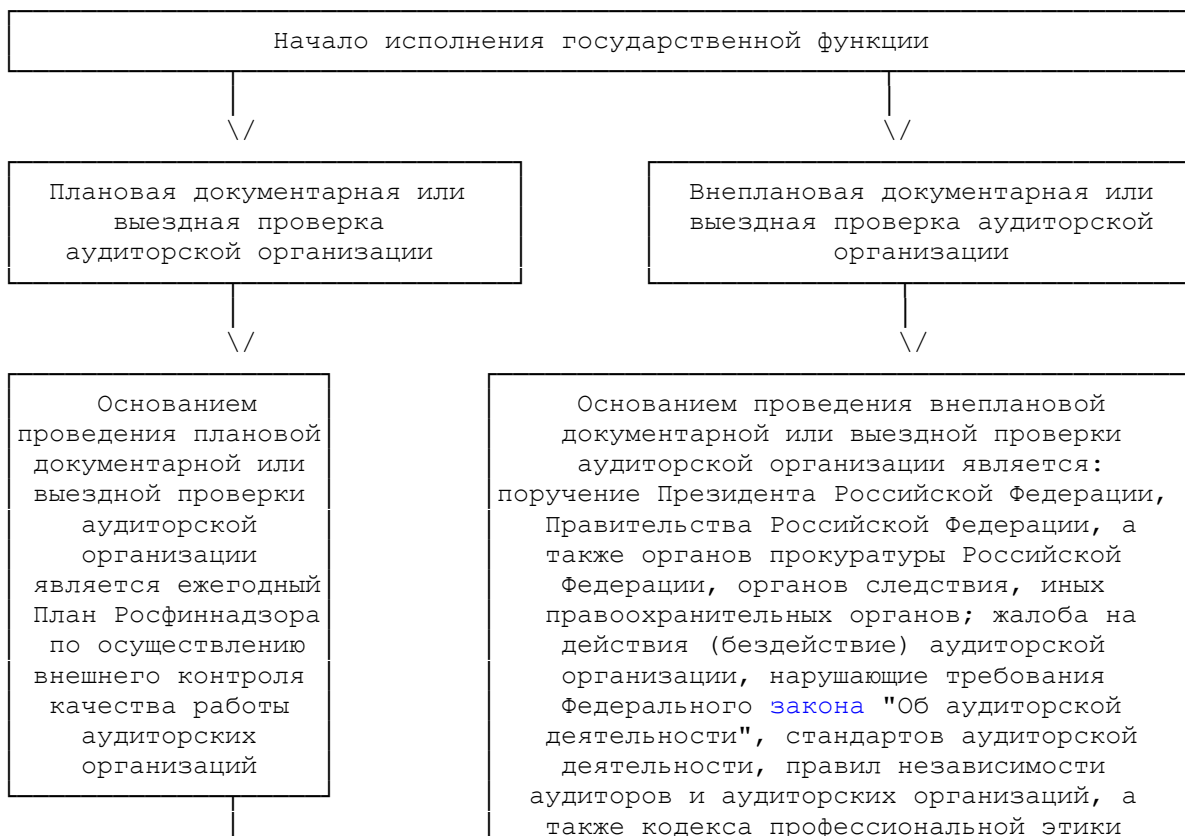 Начало исполнения государственной функции
Плановая документарная или
выездная проверка
аудиторской организации
Внеплановая документарная или
выездная проверка аудиторской
организации
Основанием
проведения плановой
документарной или
выездной проверки
аудиторской
организации
является ежегодный
План Росфиннадзора
по осуществлению
внешнего контроля
качества работы
аудиторских
организаций
Основанием проведения внеплановой
документарной или выездной проверки
аудиторской организации является:
поручение Президента Российской Федерации,
Правительства Российской Федерации, а
также органов прокуратуры Российской
Федерации, органов следствия, иных
правоохранительных органов; жалоба на
действия (бездействие) аудиторской
организации, нарушающие требования
Федерального закона "Об аудиторской
деятельности", стандартов аудиторской
деятельности, правил независимости
аудиторов и аудиторских организаций, а
также кодекса профессиональной этики